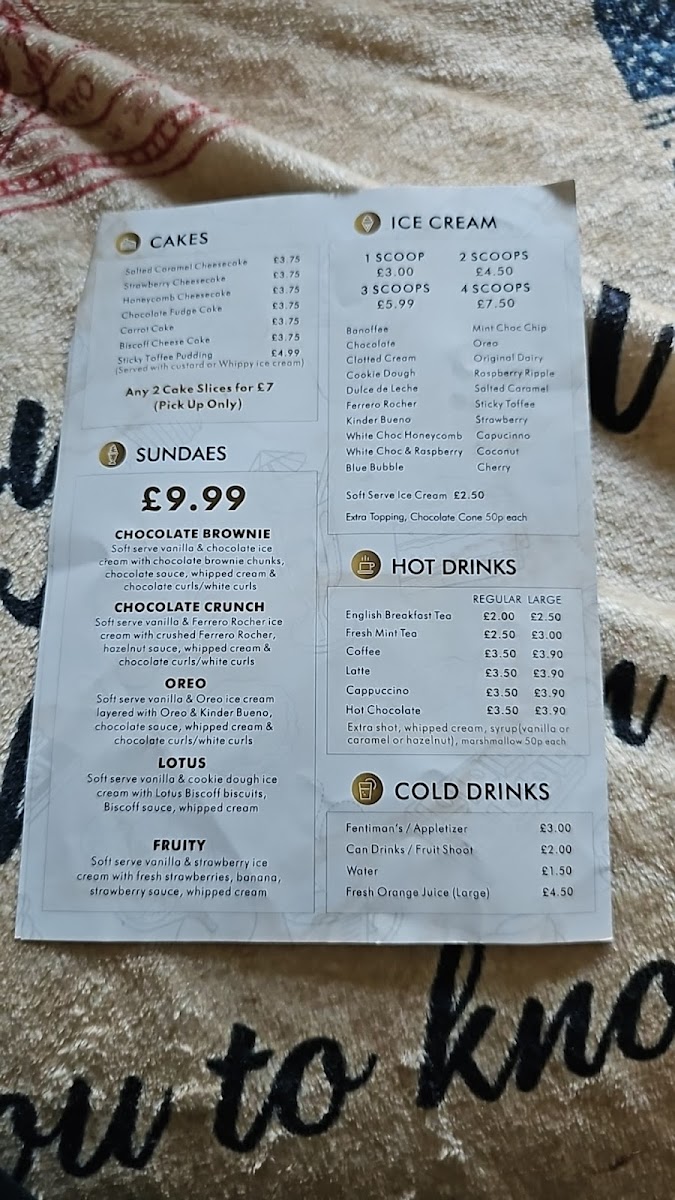 CAKES
Salted Caramel Cheesecake £3.75
Strawberry Cheesecake £3.75
Honeycomb Cheesecake £3.75
Chocolate Fudge Cake £3.75
Carrot Cake £3.75
Biscoff Cheese Cake £3.75
Sticky Toffee Pudding £4.99
(Served with custard or Whippy ice cream)
Any 2 Cake Slices for £7
(Pick Up Only)
SUNDAES
£9.99
CHOCOLATE BROWNIE
Soft serve vanilla & chocolate ice
cream with chocolate brownie chunks,
chocolate sauce, whipped cream &
chocolate curls/white curls
CHOCOLATE CRUNCH
Soft serve vanilla & Ferrero Rocher ice
cream with crushed Ferrero Rocher,
hazelnut sauce, whipped cream &
chocolate curls/white curls
OREO
Soft serve vanilla & Oreo ice cream
layered with Oreo & Kinder Bueno,
chocolate sauce, whipped cream &
chocolate curls/white curls
LOTUS
Soft serve vanilla & cookie dough ice
cream with Lotus Biscoff biscuits,
Biscoff sauce, whipped cream
FRUITY
Soft serve vanilla & strawberry ice
cream with fresh strawberries, banana,
strawberry sauce, whipped cream
ICE CREAM
1 SCOOP 2 SCOOPS
£3.00 £4.50
3 SCOOPS 4 SCOOPS
£5.99 £7.50
Banoffee Mint Choc Chip
Chocolate Oreo
Clotted Cream Original Dairy
Cookie Dough Raspberry Ripple
Dulce de Leche Salted Caramel
Ferrero Rocher Sticky Toffee
Kinder Bueno Strawberry
White Choc Honeycomb Capucinno
White Choc & Raspberry Coconut
Blue Bubble Cherry
Soft Serve Ice Cream £2.50
Extra Topping, Chocolate Cone 50p each
HOT DRINKS
REGULAR LARGE
English Breakfast Tea £2.00 £2.50
Fresh Mint Tea £2.50 £3.00
Coffee £3.50 £3.90
Latte £3.50 £3.90
Cappuccino £3.50 £3.90
Hot Chocolate £3.50 £3.90
Extra shot, whipped cream, syrup(vanilla or
caramel or hazelnut), marshmallow 50p each
COLD DRINKS
Fentiman's / Appletizer £3.00
Can Drinks / Fruit Shoot £2.00
Water £1.50
Fresh Orange Juice (Large) £4.50
to kno